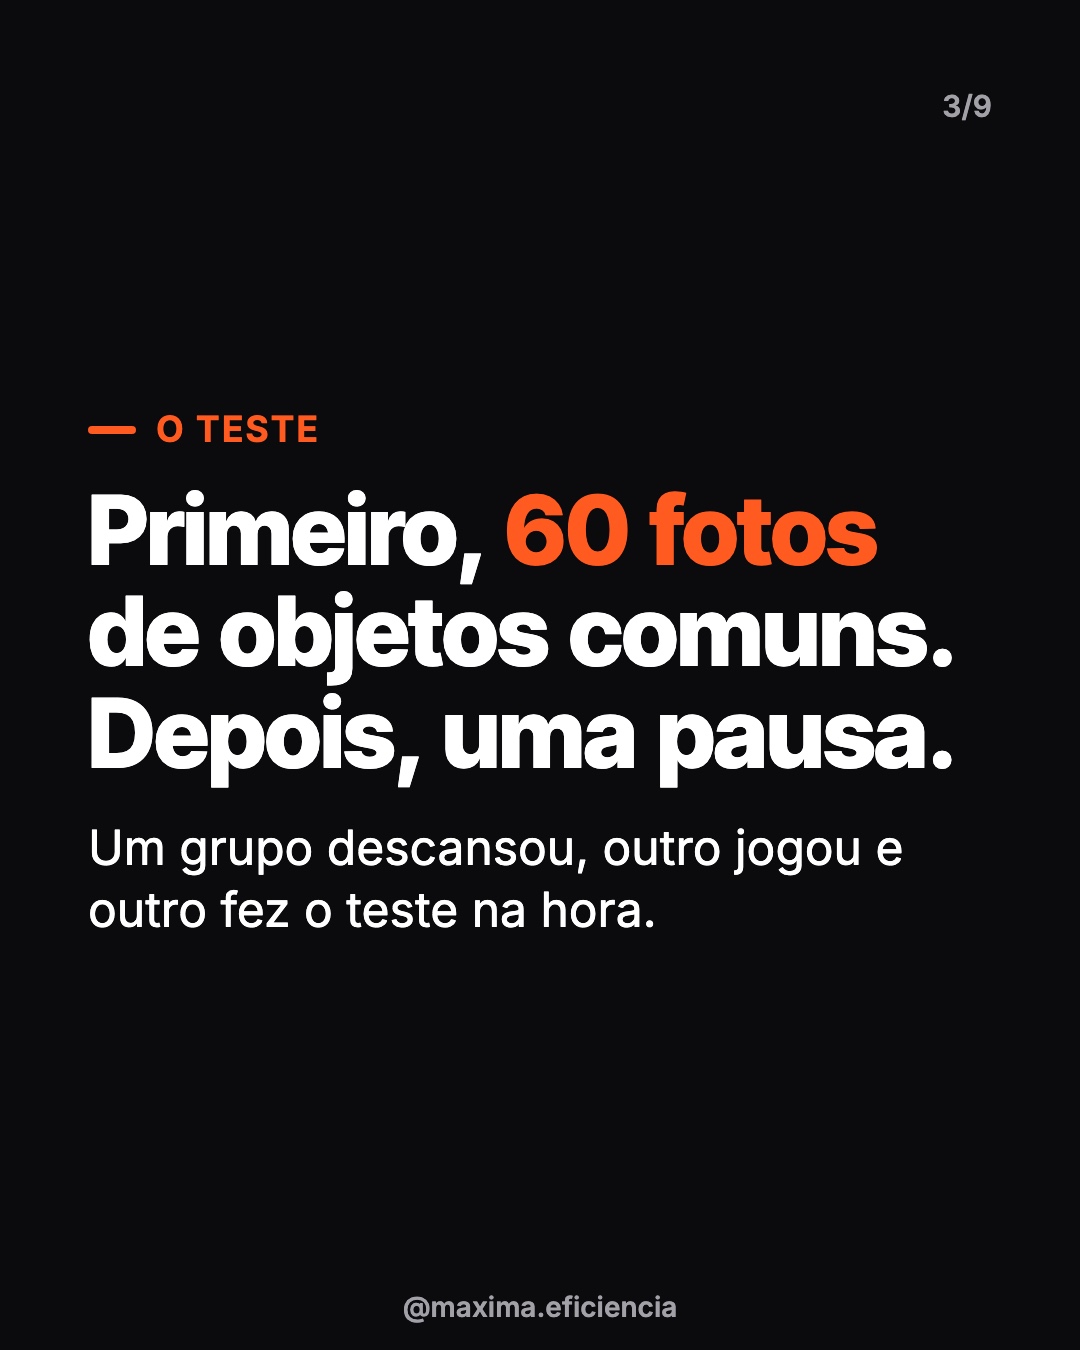 3/9
O TESTE
Primeiro, 60 fotos
de objetos comuns.
Depois, uma pausa.
Um grupo descansou, outro jogou e
outro fez o teste na hora.
@maxima.eficiencia